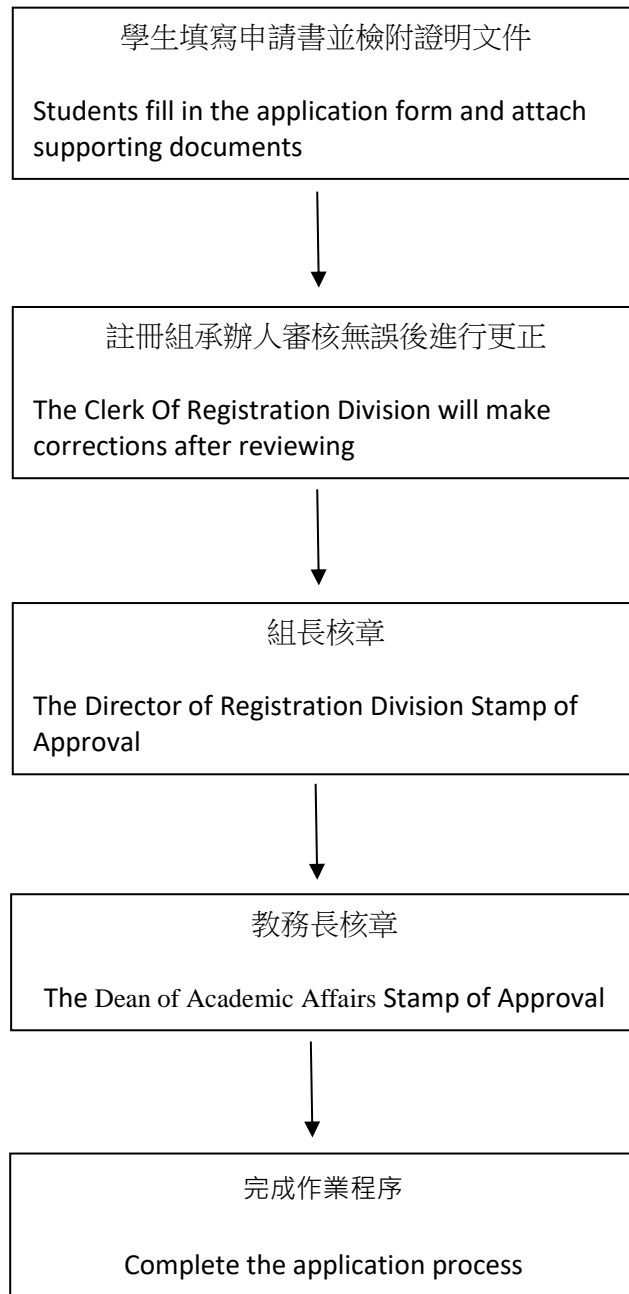 學生填寫申請書並檢附證明文件
Students fill in the application form and attach
supporting documents
註冊組承辦人審核無誤後進行更正
The Clerk Of Registration Division will make
corrections after reviewing
組長核章
The Director of Registration Division Stamp of
Approval
教務長核章
The Dean of Academic Affairs Stamp of Approval
完成作業程序
Complete the application process